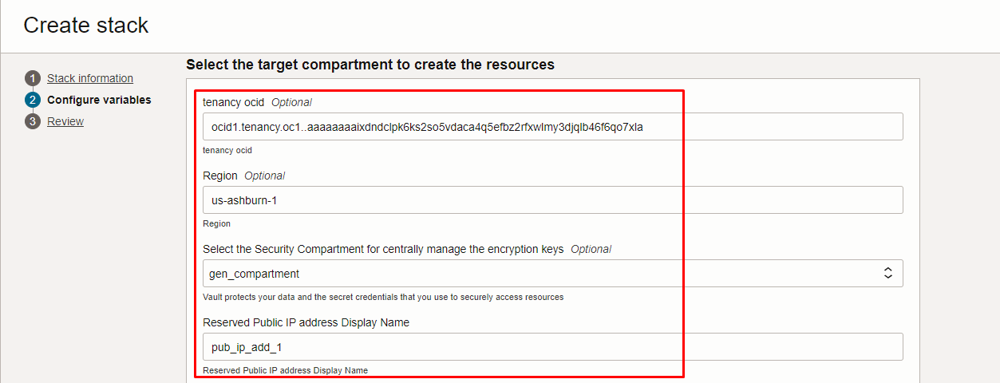 Create stack
1 Stack information
2 Configure variables
3 Review
Select the target compartment to create the resources
tenancy ocid Optional
ocid1.tenancy.oc1..aaaaaaaaixdndclpk6ks2so5vdaca4q5efbz2rfxwlmy3djqlb46f6qo7xla
tenancy ocid
Region Optional
us-ashburn-1
Region
Select the Security Compartment for centrally manage the encryption keys Optional
gen_compartment
Vault protects your data and the secret credentials that you use to securely access resources
Reserved Public IP address Display Name
pub_ip_add_1
Reserved Public IP address Display Name